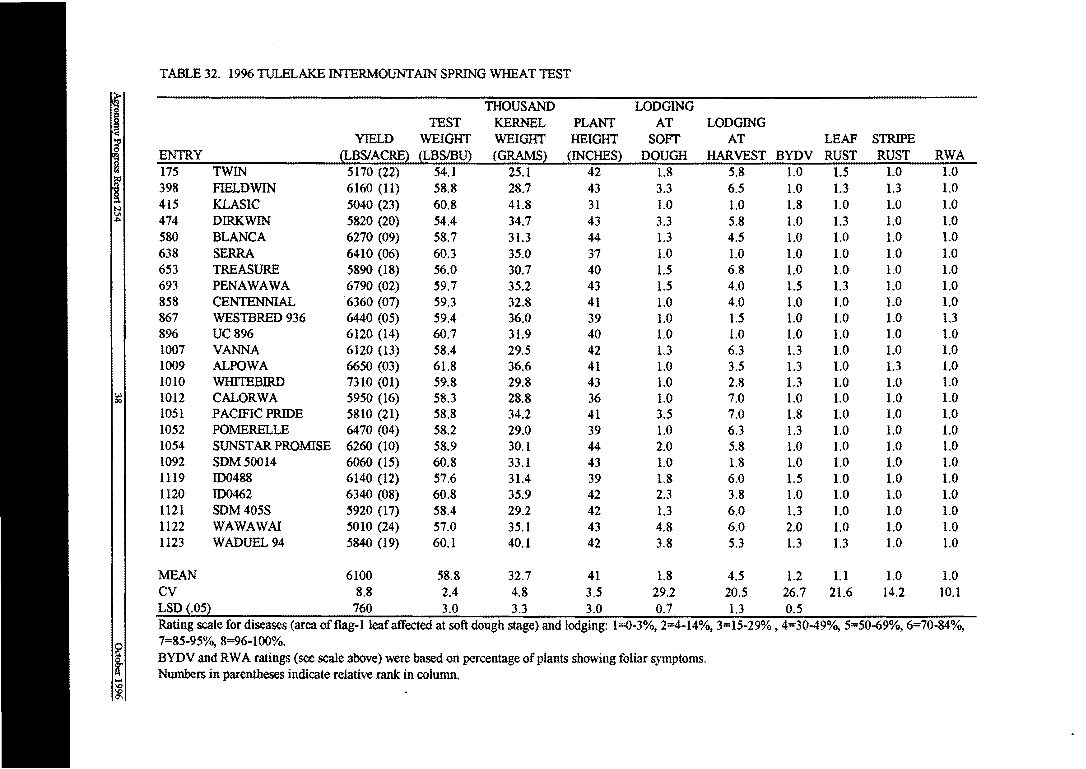 TABLE 32. 1996 TULELAKE INTERMOUNTAIN SPRING WHEAT TEST
THOUSAND LODGING
TEST KERNEL PLANT AT LODGING
YIELD WEIGHT WEIGHT HEIGHT SOFT AT LEAF STRIPE
ENTRY (LBS/ACRE) (LBS/BU) (GRAMS) (INCHES) DOUGH HARVEST BYDV RUST RUST RWA
175 TWIN 5170 (22) 54.1 25.1 42 1.8 5.8 1.0 1.5 1.0 1.0
398 FIELDWIN 6160 (11) 58.8 28.7 43 3.3 6.5 1.0 1.3 1.3 1.0
415 KLASIC 5040 (23) 60.8 41.8 31 1.0 1.0 1.8 1.0 1.0 1.0
474 DIRKWIN 5820 (20) 54.4 34.7 43 3.3 5.8 1.0 1.3 1.0 1.0
580 BLANCA 6270 (09) 58.7 31.3 44 1.3 4.5 1.0 1.0 1.0 1.0
638 SERRA 6410 (06) 60.3 35.0 37 1.0 1.0 1.0 1.0 1.0 1.0
653 TREASURE 5890 (18) 56.0 30.7 40 1.5 6.8 1.0 1.0 1.0 1.0
693 PENAWAWA 6790 (02) 59.7 35.2 43 1.5 4.0 1.5 1.3 1.0 1.0
858 CENTENNIAL 6360 (07) 59.3 32.8 41 1.0 4.0 1.0 1.0 1.0 1.0
867 WESTBRED 936 6440 (05) 59.4 36.0 39 1.0 1.5 1.0 1.0 1.0 1.3
896 UC 896 6120 (14) 60.7 31.9 40 1.0 1.0 1.0 1.0 1.0 1.0
1007 VANNA 6120 (13) 58.4 29.5 42 1.3 6.3 1.3 1.0 1.0 1.0
1009 ALPOWA 6650 (03) 61.8 36.6 41 1.0 3.5 1.3 1.0 1.3 1.0
1010 WHITEBIRD 7310 (01) 59.8 29.8 43 1.0 2.8 1.3 1.0 1.0 1.0
1012 CALORWA 5950 (16) 58.3 28.8 36 1.0 7.0 1.0 1.0 1.0 1.0
1051 PACIFIC PRIDE 5810 (21) 58.8 34.2 41 3.5 7.0 1.8 1.0 1.0 1.0
1052 POMERELLE 6470 (04) 58.2 29.0 39 1.0 6.3 1.3 1.0 1.0 1.0
1054 SUNSTAR PROMISE 6260 (10) 58.9 30.1 44 2.0 5.8 1.0 1.0 1.0 1.0
1092 SDM 50014 6060 (15) 60.8 33.1 43 1.0 1.8 1.0 1.0 1.0 1.0
1119 ID0488 6140 (12) 57.6 31.4 39 1.8 6.0 1.5 1.0 1.0 1.0
1120 ID0462 6340 (08) 60.8 35.9 42 2.3 3.8 1.0 1.0 1.0 1.0
1121 SDM 405S 5920 (17) 58.4 29.2 42 1.3 6.0 1.3 1.0 1.0 1.0
1122 WAWAWAI 5010 (24) 57.0 35.1 43 4.8 6.0 2.0 1.0 1.0 1.0
1123 WADUEL 94 5840 (19) 60.1 40.1 42 3.8 5.3 1.3 1.3 1.0 1.0
MEAN 6100 58.8 32.7 41 1.8 4.5 1.2 1.1 1.0 1.0
CV 8.8 2.4 4.8 3.5 29.2 20.5 26.7 21.6 14.2 10.1
LSD (.05) 760 3.0 3.3 3.0 0.7 1.3 0.5
Rating scale for diseases (area of flag-1 leaf affected at soft dough stage) and lodging: 1=0-3%, 2=4-14%, 3=15-29% , 4=30-49%, 5=50-69%, 6=70-84%,
7=85-95%, 8=96-100%.
BYDV and RWA ratings (see scale above) were based on percentage of plants showing foliar symptoms.
Numbers in parentheses indicate relative rank in column.
Agronomy Progress Report 254
38
October 1996